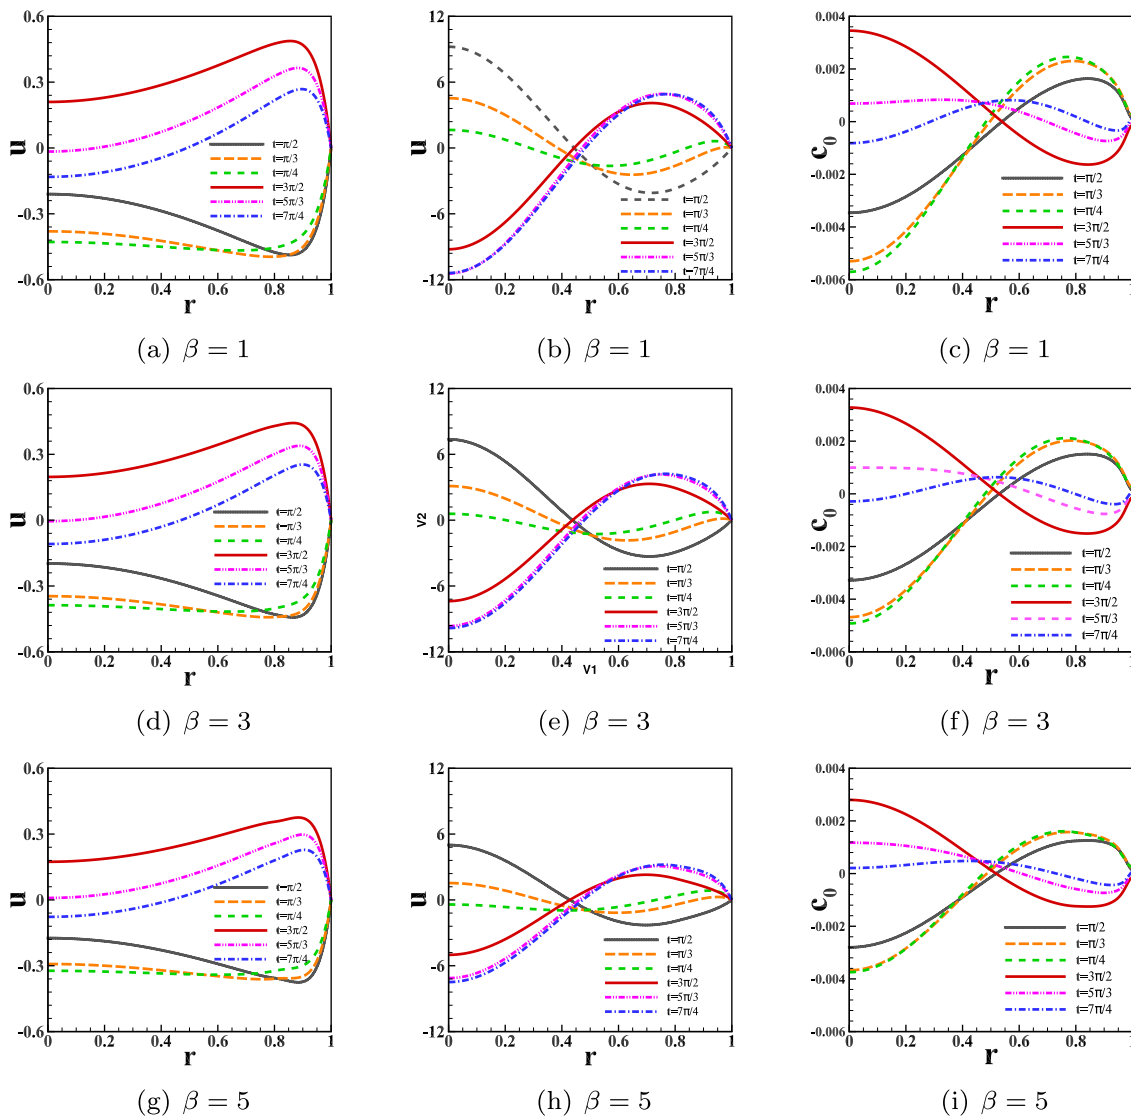 0.6
0.3
0
-0.3
-0.6
u
0 0.2 0.4 0.6 0.8 1
r
t=π/2
t=π/3
t=π/4
t=3π/2
t=5π/3
t=7π/4
(a) β = 1
12
6
0
-6
-12
u
0 0.2 0.4 0.6 0.8 1
r
t=π/2
t=π/3
t=π/4
t=3π/2
t=5π/3
t=7π/4
(b) β = 1
0.004
0.002
0
-0.002
-0.004
-0.006
c₀
0 0.2 0.4 0.6 0.8 1
r
t=π/2
t=π/3
t=π/4
t=3π/2
t=5π/3
t=7π/4
(c) β = 1
0.6
0.3
0
-0.3
-0.6
u
0 0.2 0.4 0.6 0.8 1
r
t=π/2
t=π/3
t=π/4
t=3π/2
t=5π/3
t=7π/4
(d) β = 3
12
6
0
-6
-12
V2
0 0.2 0.4 0.6 0.8 1
V1
t=π/2
t=π/3
t=π/4
t=3π/2
t=5π/3
t=7π/4
(e) β = 3
0.004
0.002
0
-0.002
-0.004
-0.006
c₀
0 0.2 0.4 0.6 0.8 1
r
t=π/2
t=π/3
t=π/4
t=3π/2
t=5π/3
t=7π/4
(f) β = 3
0.6
0.3
0
-0.3
-0.6
u
0 0.2 0.4 0.6 0.8 1
r
t=π/2
t=π/3
t=π/4
t=3π/2
t=5π/3
t=7π/4
(g) β = 5
12
6
0
-6
-12
u
0 0.2 0.4 0.6 0.8 1
r
t=π/2
t=π/3
t=π/4
t=3π/2
t=5π/3
t=7π/4
(h) β = 5
0.004
0.002
0
-0.002
-0.004
-0.006
c₀
0 0.2 0.4 0.6 0.8 1
r
t=π/2
t=π/3
t=π/4
t=3π/2
t=5π/3
t=7π/4
(i) β = 5